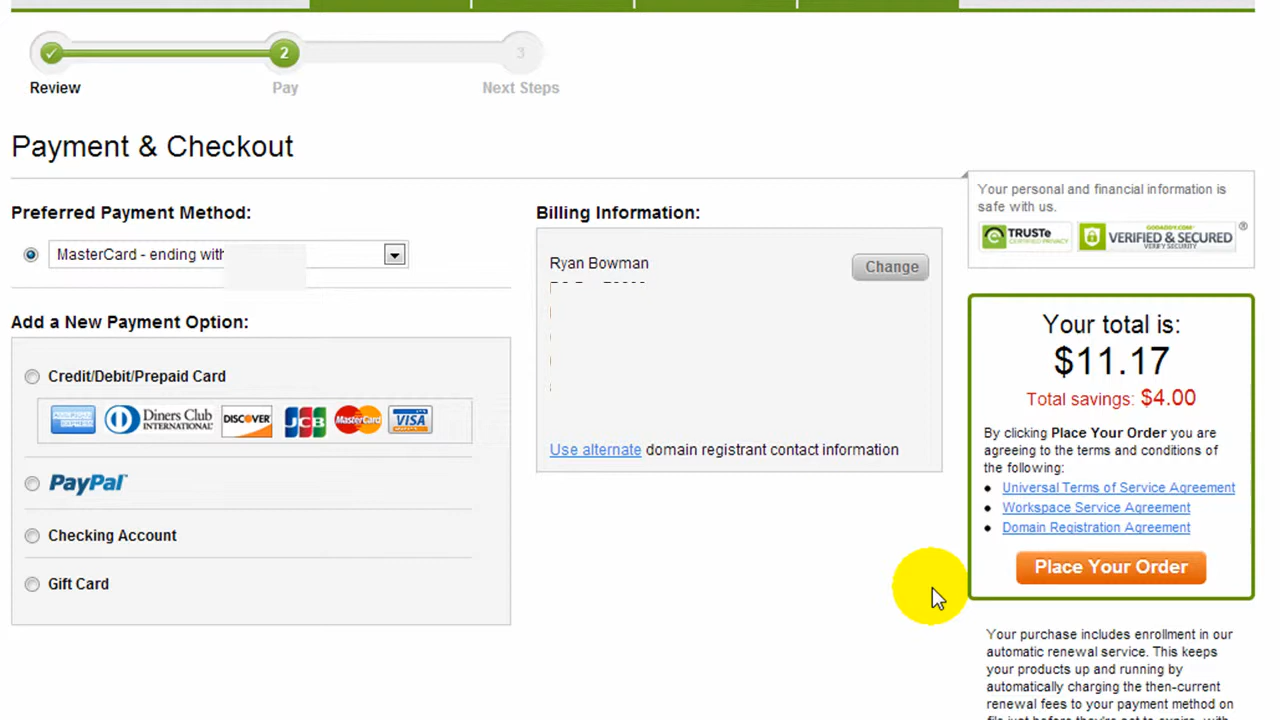 2
3
Review
Pay
Next Steps
Payment & Checkout
Preferred Payment Method:
MasterCard - ending with
Add a New Payment Option:
Credit/Debit/Prepaid Card
Diners Club
INTERNATIONAL
DISCOVER
JCB
MasterCard
VISA
PayPal
Checking Account
Gift Card
Billing Information:
Ryan Bowman
Change
Use alternate domain registrant contact information
Your personal and financial information is
safe with us.
TRUSTe
CERTIFIED PRIVACY
GODADDY.COM
VERIFIED & SECURED
VERIFY SECURITY
®
Your total is:
$11.17
Total savings: $4.00
By clicking Place Your Order you are
agreeing to the terms and conditions of
the following:
Universal Terms of Service Agreement
Workspace Service Agreement
Domain Registration Agreement
Place Your Order
Your purchase includes enrollment in our
automatic renewal service. This keeps
your products up and running by
automatically charging the then-current
renewal fees to your payment method on